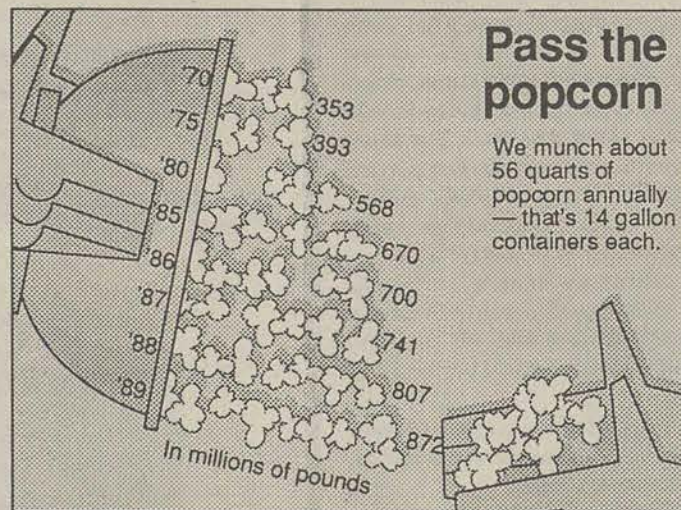 Pass the
popcorn
We munch about
56 quarts of
popcorn annually
— that's 14 gallon
containers each.
'70 353
'75 393
'80 568
'85 670
'86 700
'87 741
'88 807
'89 872
In millions of pounds